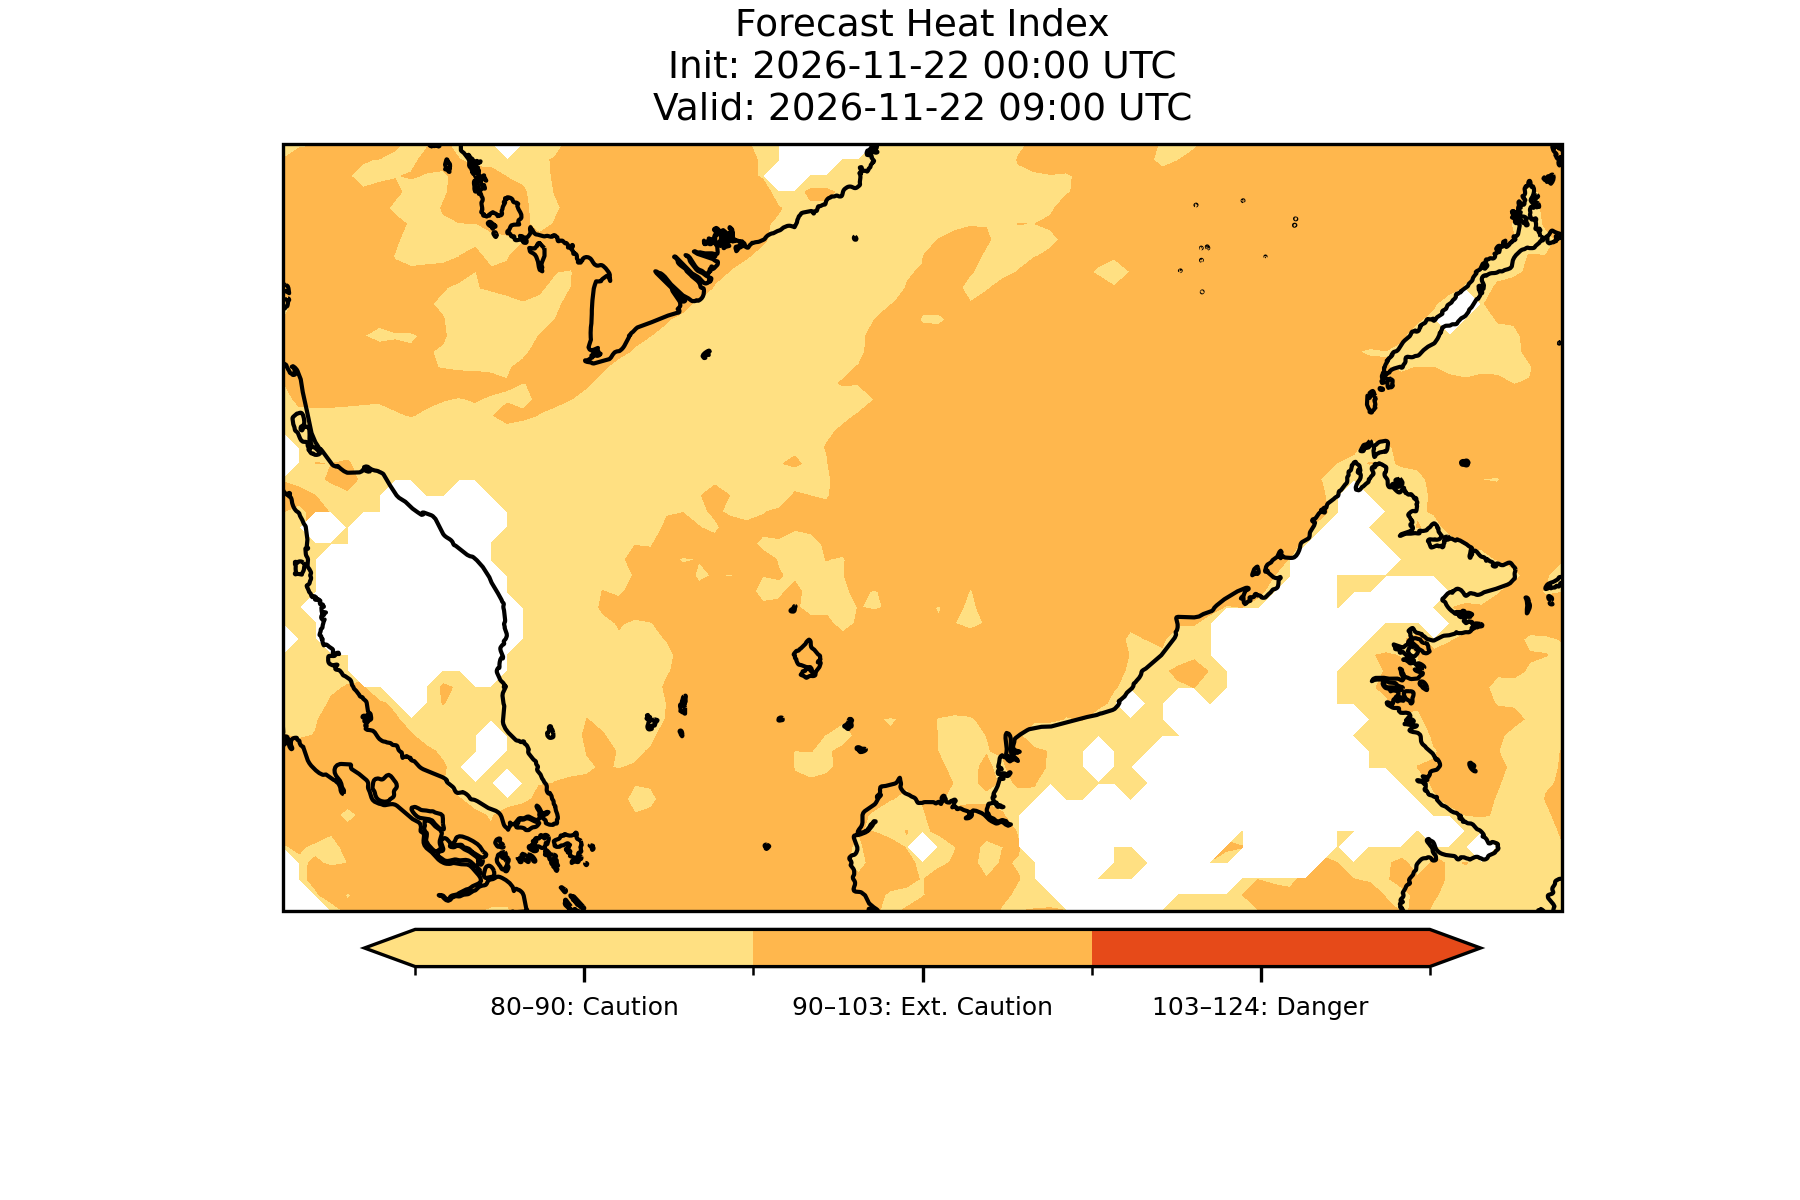 Forecast Heat Index
Init: 2026-11-22 00:00 UTC
Valid: 2026-11-22 09:00 UTC
80–90: Caution
90–103: Ext. Caution
103–124: Danger